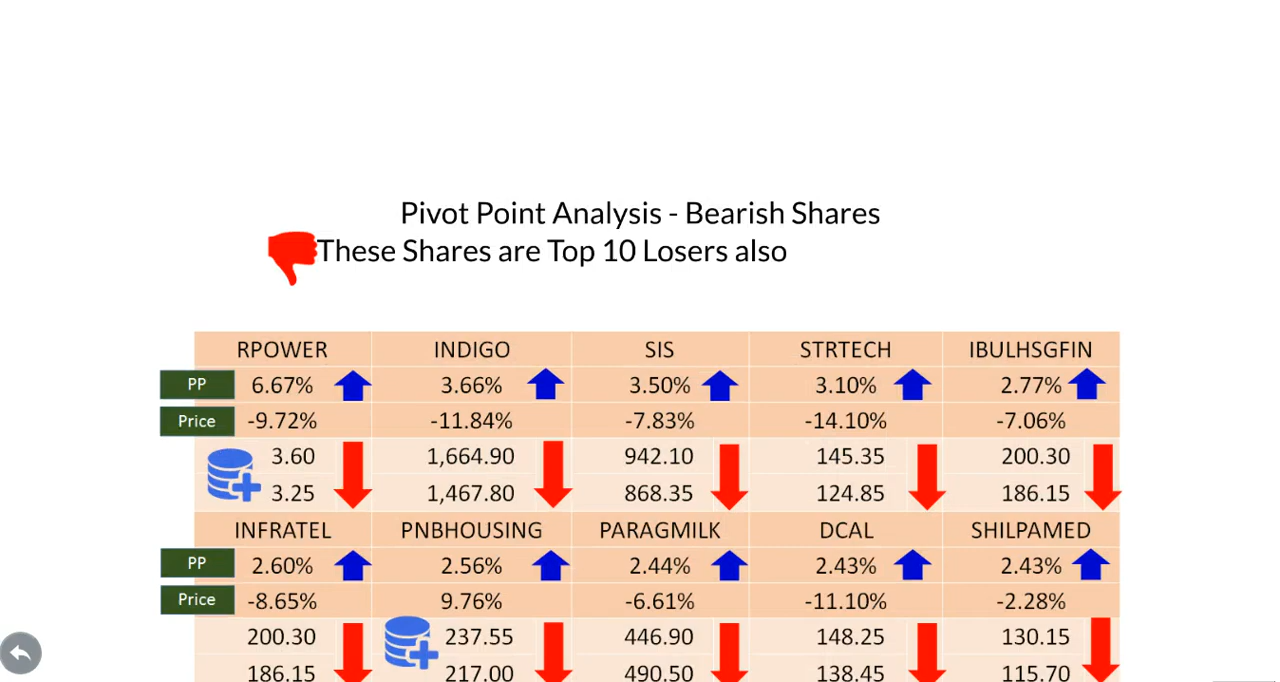 Pivot Point Analysis - Bearish Shares
These Shares are Top 10 Losers also
RPOWER INDIGO SIS STRTECH IBULHSGFIN
PP 6.67% 3.66% 3.50% 3.10% 2.77%
Price -9.72% -11.84% -7.83% -14.10% -7.06%
3.60 1,664.90 942.10 145.35 200.30
3.25 1,467.80 868.35 124.85 186.15
INFRATEL PNBHOUSING PARAGMILK DCAL SHILPAMED
PP 2.60% 2.56% 2.44% 2.43% 2.43%
Price -8.65% 9.76% -6.61% -11.10% -2.28%
200.30 237.55 446.90 148.25 130.15
186.15 217.00 490.50 138.45 115.70